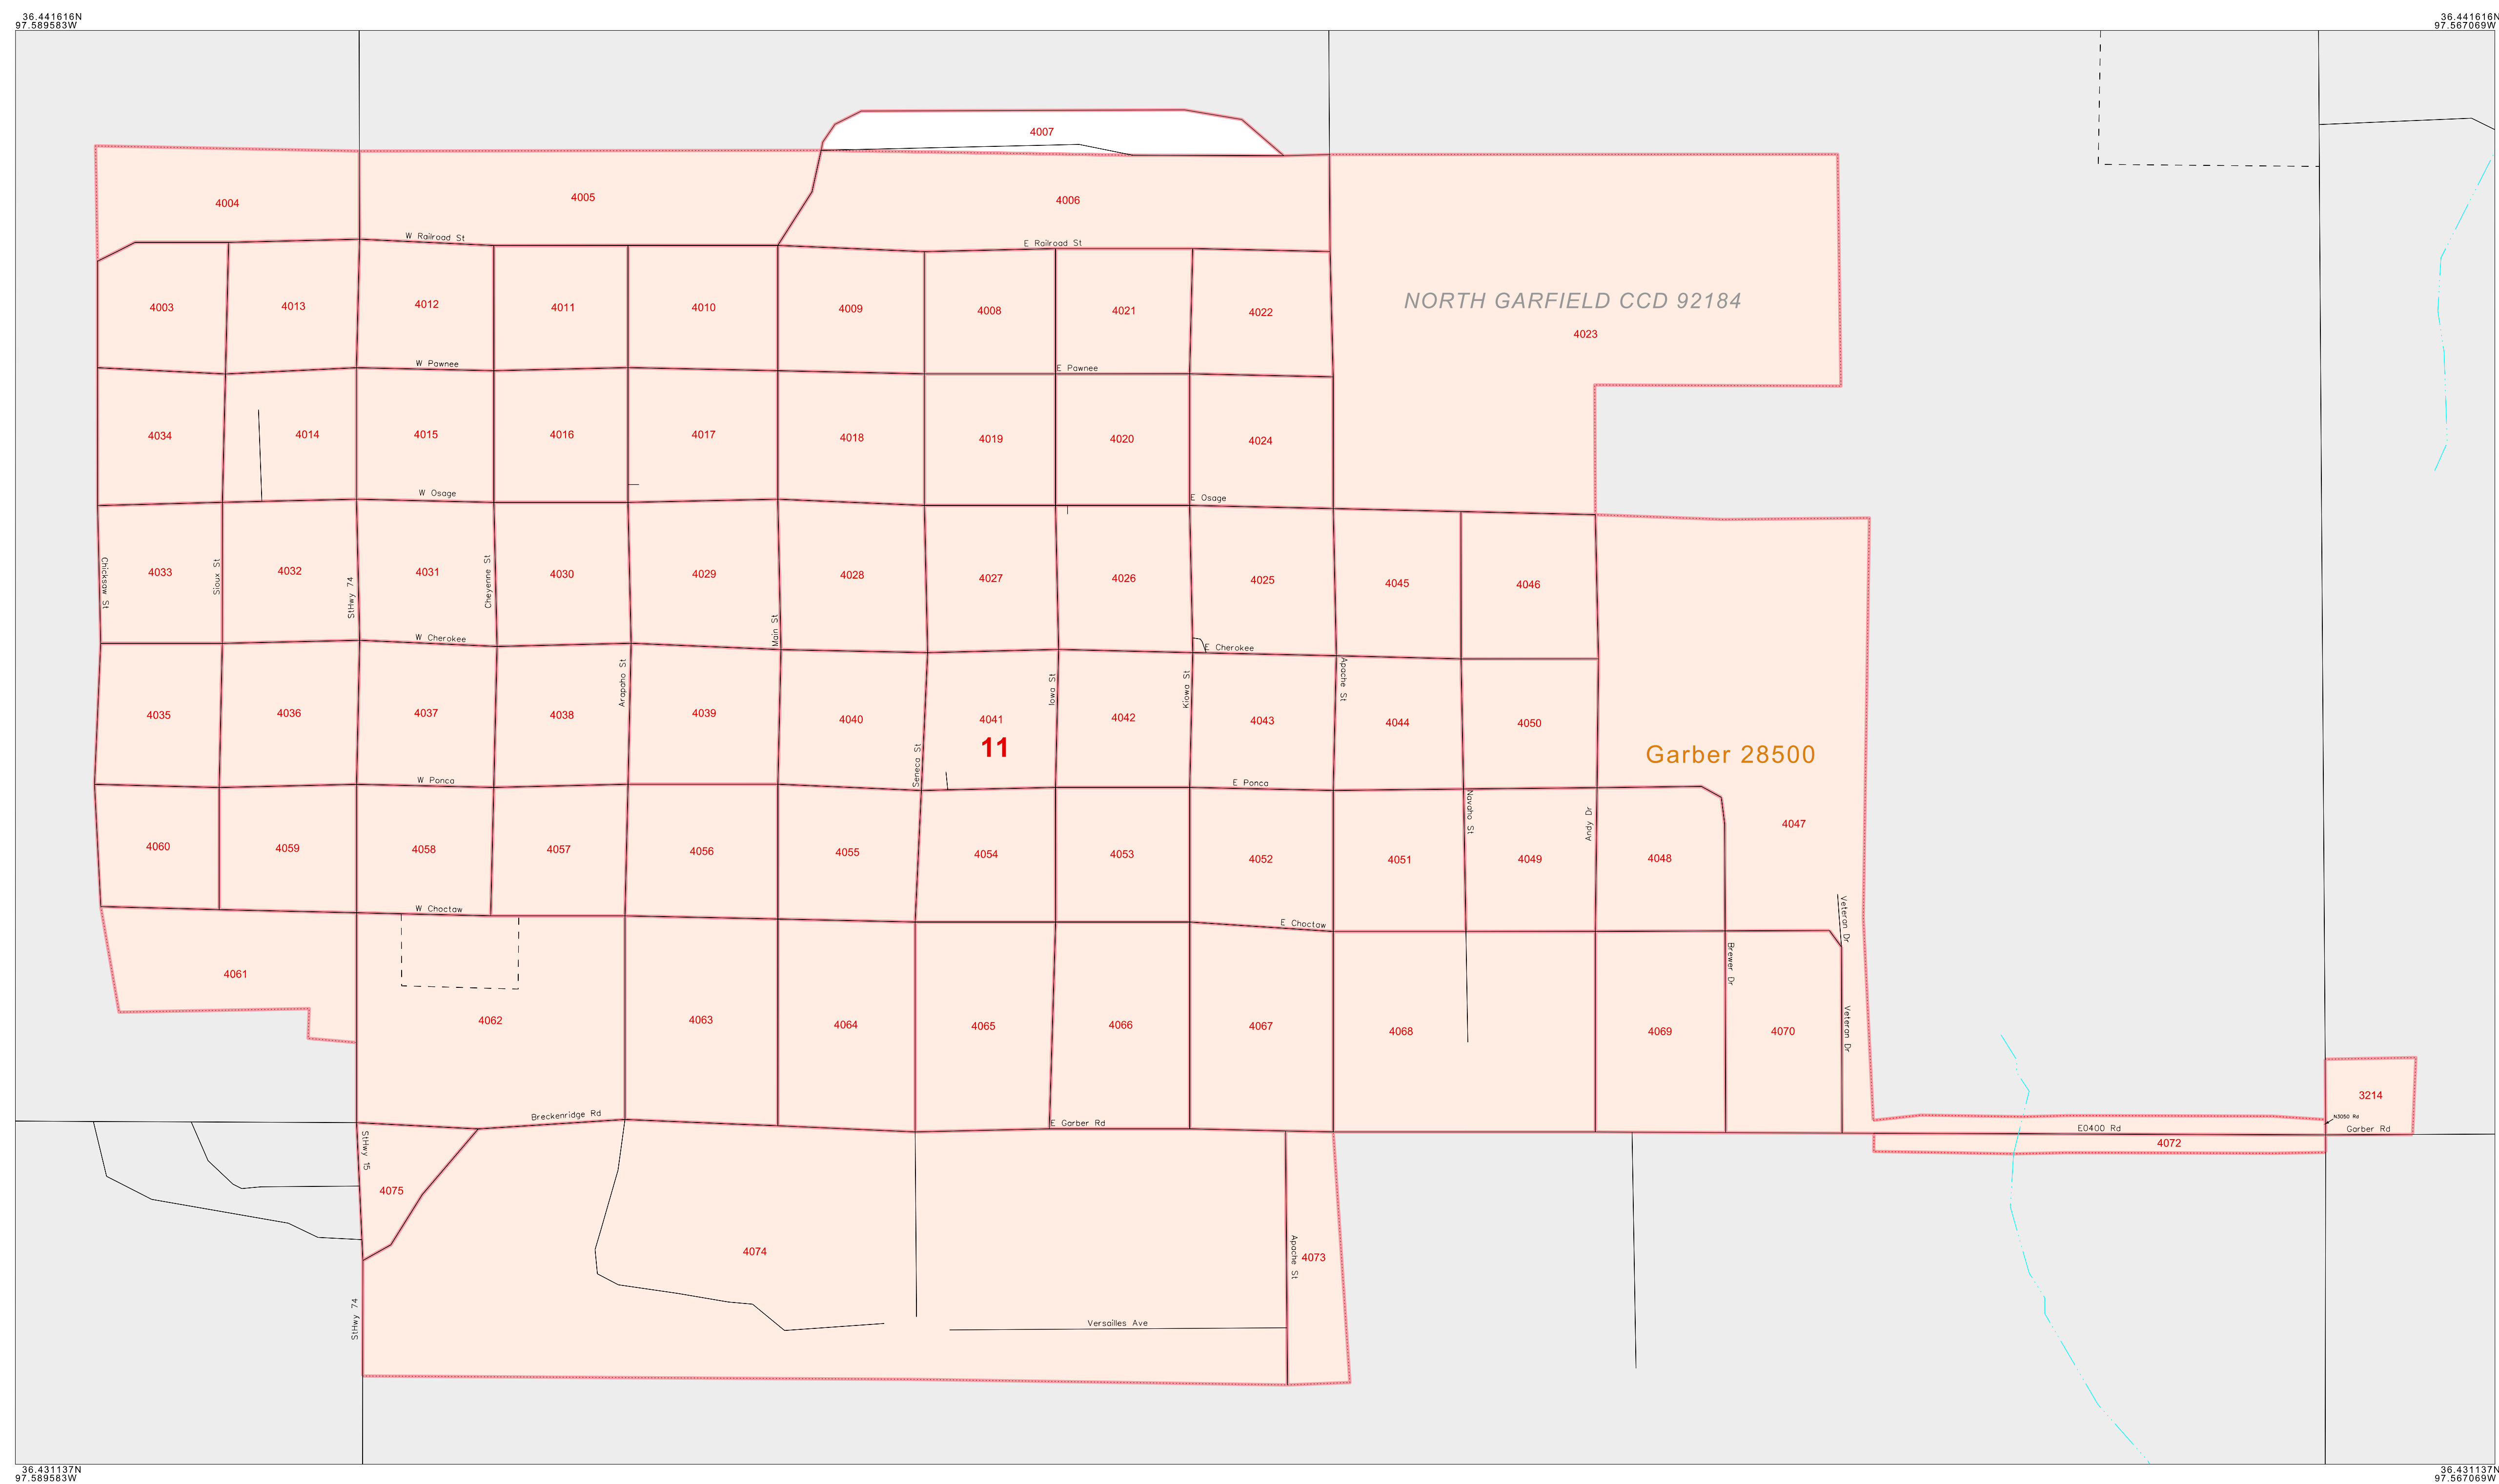 36.441616N
97.589583W
36.441616N
97.567069W
4007
4004
4005
4006
W Railroad St
E Railroad St
NORTH GARFIELD CCD 92184
4003
4013
4012
4011
4010
4009
4008
4021
4022
4023
W Pawnee
E Pawnee
4034
4014
4015
4016
4017
4018
4019
4020
4024
W Osage
E Osage
Chicksaw St
Sioux St
StHwy 74
Cheyenne St
4033
4032
4031
4030
4029
4028
4027
4026
4025
4045
4046
Main St
W Cherokee
E Cherokee
Arapaho St
Iowa St
Kiowa St
Apache St
4035
4036
4037
4038
4039
4040
4041
4042
4043
4044
4050
11
Garber 28500
Seneca St
W Ponca
E Ponca
Navaho St
Andy Dr
4047
4060
4059
4058
4057
4056
4055
4054
4053
4052
4051
4049
4048
W Choctaw
E Choctaw
Veteran Dr
Brewer Dr
4061
4062
4063
4064
4065
4066
4067
4068
4069
4070
Veteran Dr
3214
N3050 Rd
Breckenridge Rd
E Garber Rd
E0400 Rd
Garber Rd
4072
StHwy 15
4075
4074
Apache St
4073
StHwy 74
Versailles Ave
36.431137N
97.589583W
36.431137N
97.567069W